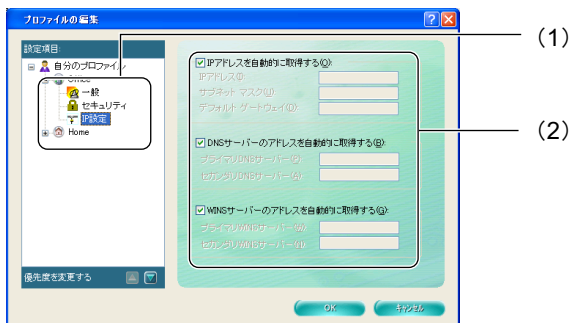 プロファイルの編集
設定項目:
自分のプロファイル
Office
一般
セキュリティ
IP設定
Home
優先度を変更する
IPアドレスを自動的に取得する(O):
IPアドレス(I):
サブネット マスク(U):
デフォルト ゲートウェイ(D):
DNSサーバーのアドレスを自動的に取得する(B):
プライマリDNSサーバー(P):
セカンダリDNSサーバー(A):
WINSサーバーのアドレスを自動的に取得する(G):
プライマリWINSサーバー(W):
セカンダリWINSサーバー(N):
OK
キャンセル
(1)
(2)